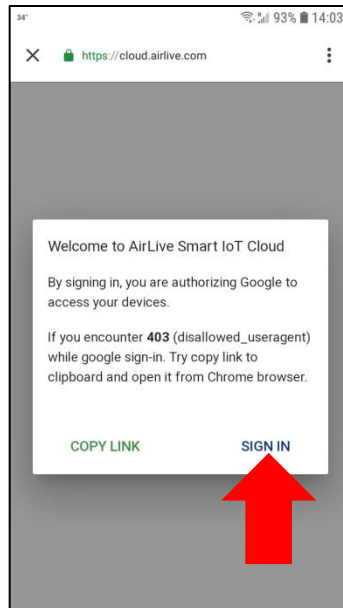 34°
93% 14:03
https://cloud.airlive.com
Welcome to AirLive Smart IoT Cloud
By signing in, you are authorizing Google to
access your devices.
If you encounter 403 (disallowed_useragent)
while google sign-in. Try copy link to
clipboard and open it from Chrome browser.
COPY LINK SIGN IN